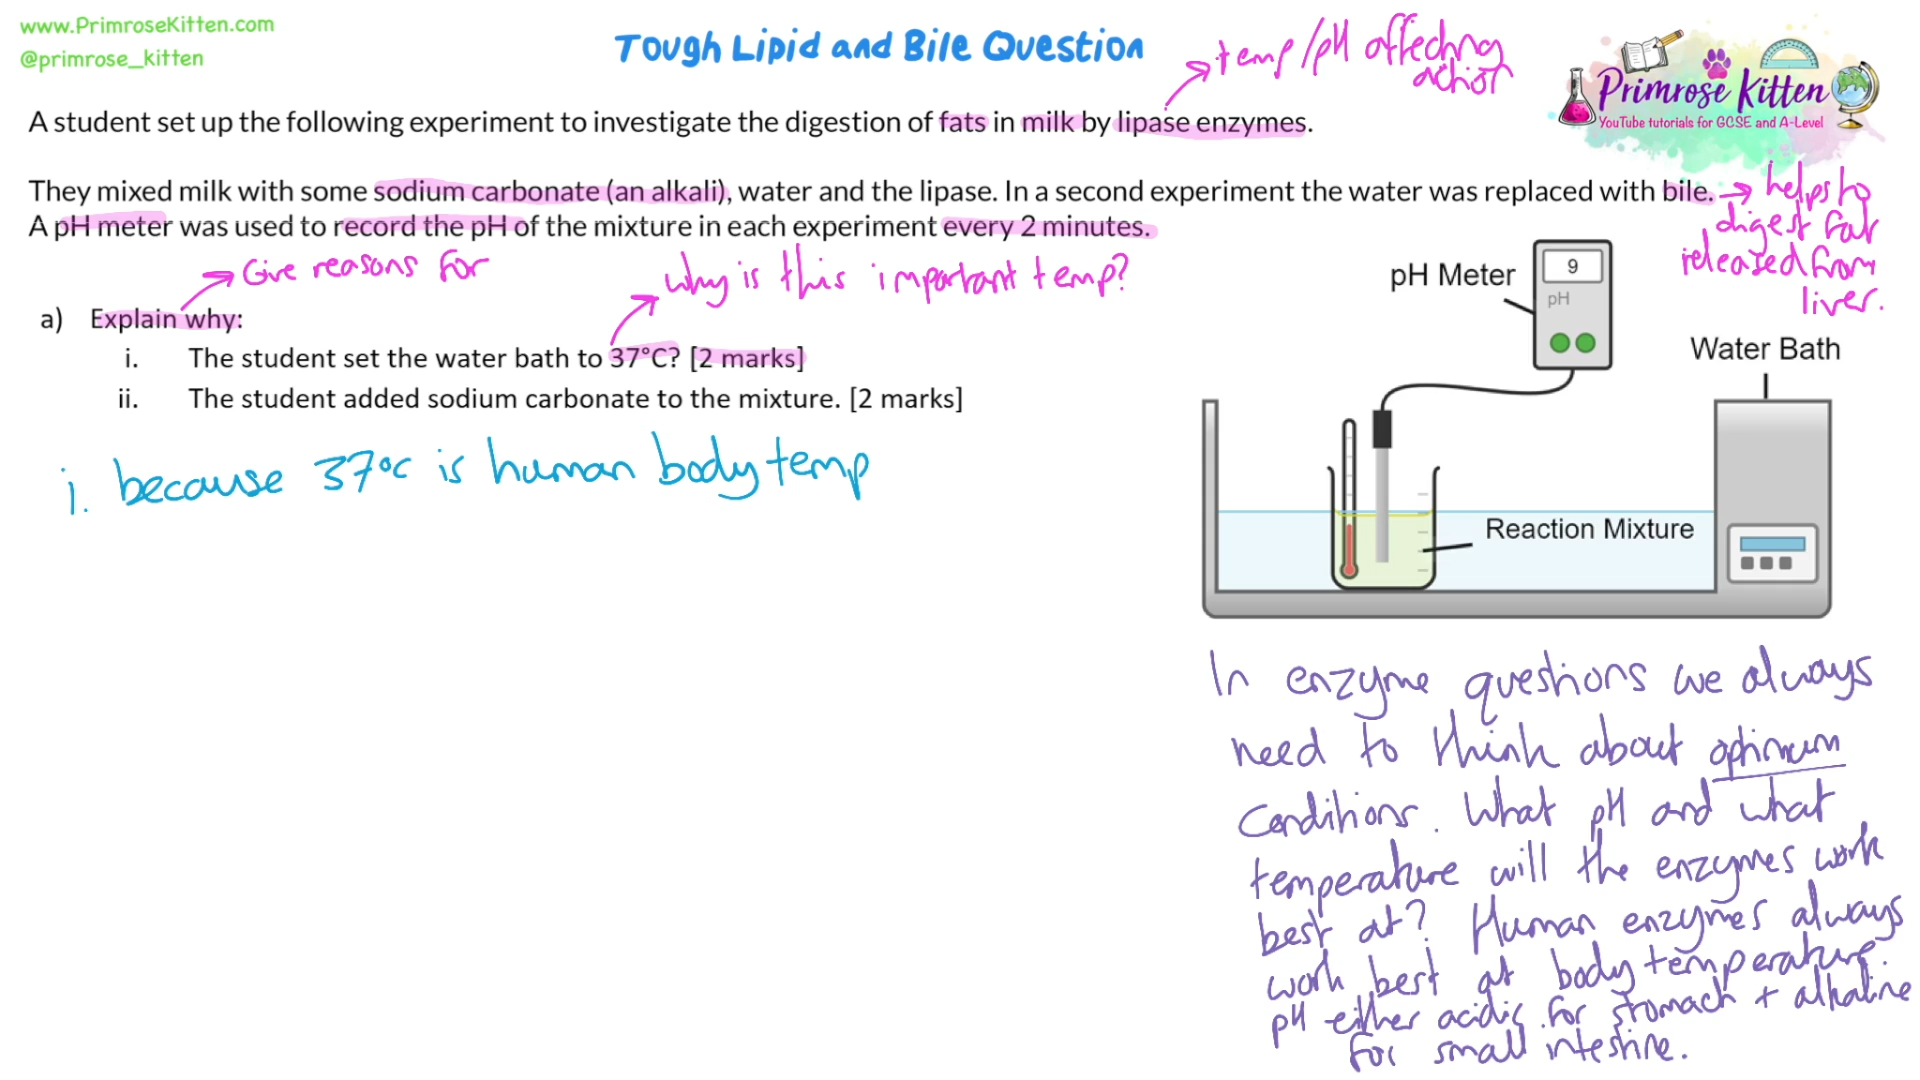 www.PrimroseKitten.com
@primrose_kitten
Tough Lipid and Bile Question
temp/pH affecting
action
Primrose Kitten
YouTube tutorials for GCSE and A-Level
A student set up the following experiment to investigate the digestion of fats in milk by lipase enzymes.
They mixed milk with some sodium carbonate (an alkali), water and the lipase. In a second experiment the water was replaced with bile.
A pH meter was used to record the pH of the mixture in each experiment every 2 minutes.
helps to
digest fat
released from
liver.
Give reasons for
why is this important temp?
a) Explain why:
i. The student set the water bath to 37°C? [2 marks]
ii. The student added sodium carbonate to the mixture. [2 marks]
i. because 37°C is human body temp
pH Meter
9
pH
Water Bath
Reaction Mixture
In enzyme questions we always
need to think about optimum
conditions. What pH and what
temperature will the enzymes work
best at? Human enzymes always
work best at body temperature.
pH either acidic for stomach + alkaline
for small intestine.